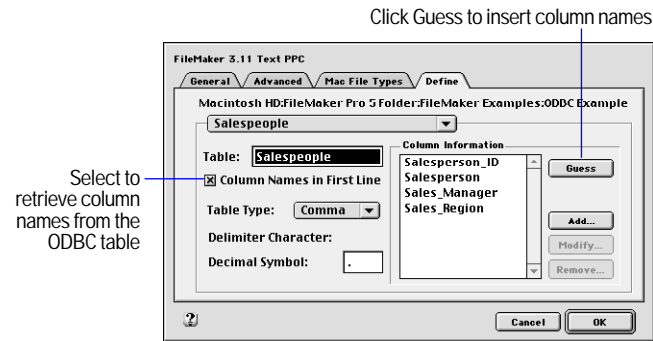 Click Guess to insert column names
FileMaker 3.11 Text PPC
General Advanced Mac File Types Define
Macintosh HD:FileMaker Pro 5 Folder:FileMaker Examples:ODBC Example
Salespeople
Table: Salespeople
Column Names in First Line
Table Type: Comma
Delimiter Character:
Decimal Symbol: .
Column Information
Salesperson_ID
Salesperson
Sales_Manager
Sales_Region
Guess
Add...
Modify...
Remove...
Select to
retrieve column
names from the
ODBC table
?
Cancel OK